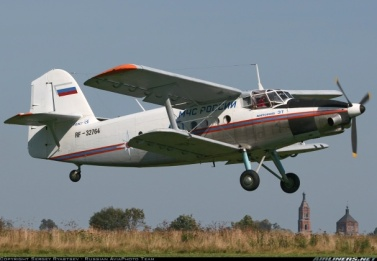 МЧС РОССИИ
RF-32764
Copyright Sergey Ryabtsev - Russian AviaPhoto Team
AIRLINERS.NET